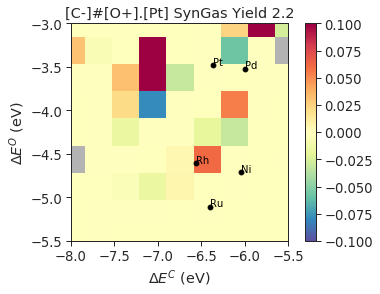 [C-]#[O+].[Pt] SynGas Yield 2.2
−3.0
−3.5
−4.0
−4.5
−5.0
−5.5
ΔE^O (eV)
Pt
Pd
Rh
Ni
Ru
−8.0 −7.5 −7.0 −6.5 −6.0 −5.5
ΔE^C (eV)
0.100
0.075
0.050
0.025
0.000
−0.025
−0.050
−0.075
−0.100